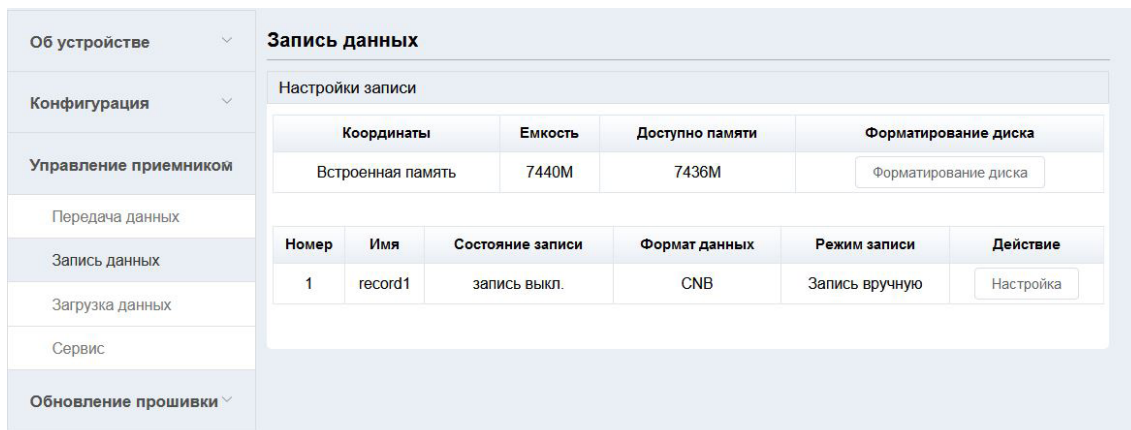 Об устройстве
Конфигурация
Управление приемником
Передача данных
Запись данных
Загрузка данных
Сервис
Обновление прошивки
Запись данных
Настройки записи
Координаты Емкость Доступно памяти Форматирование диска
Встроенная память 7440M 7436M Форматирование диска
Номер Имя Состояние записи Формат данных Режим записи Действие
1 record1 запись выкл. CNB Запись вручную Настройка